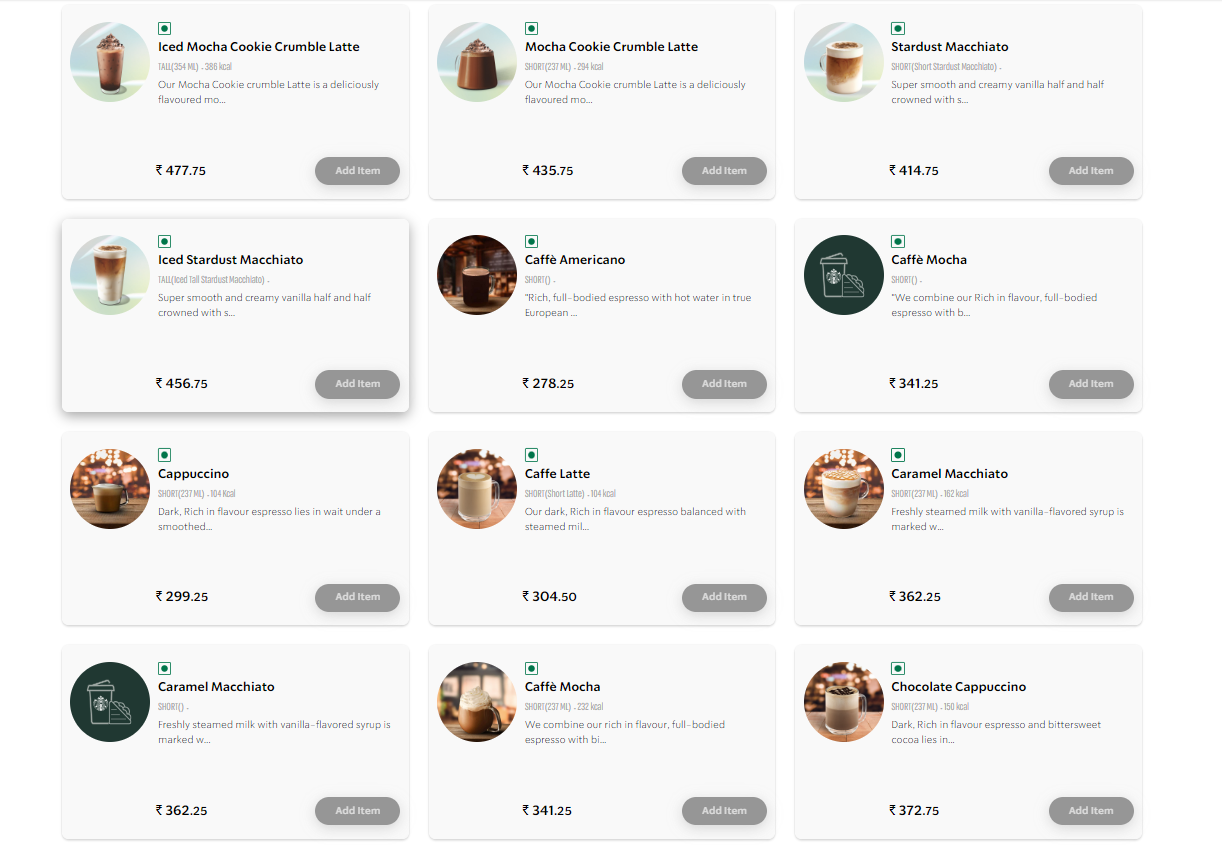 Iced Mocha Cookie Crumble Latte
TALL(354 ML) - 386 kcal
Our Mocha Cookie crumble Latte is a deliciously
flavoured mo...
₹ 477.75
Add Item
Mocha Cookie Crumble Latte
SHORT(237 ML) - 294 kcal
Our Mocha Cookie crumble Latte is a deliciously
flavoured mo...
₹ 435.75
Add Item
Stardust Macchiato
SHORT(Short Stardust Macchiato) -
Super smooth and creamy vanilla half and half
crowned with s...
₹ 414.75
Add Item
Iced Stardust Macchiato
TALL(Iced Tall Stardust Macchiato) -
Super smooth and creamy vanilla half and half
crowned with s...
₹ 456.75
Add Item
Caffè Americano
SHORT() -
"Rich, full-bodied espresso with hot water in true
European ...
₹ 278.25
Add Item
Caffè Mocha
SHORT() -
"We combine our Rich in flavour, full-bodied
espresso with b...
₹ 341.25
Add Item
Cappuccino
SHORT(237 ML) - 104 Kcal
Dark, Rich in flavour espresso lies in wait under a
smoothed...
₹ 299.25
Add Item
Caffe Latte
SHORT(Short Latte) - 104 kcal
Our dark, Rich in flavour espresso balanced with
steamed mil...
₹ 304.50
Add Item
Caramel Macchiato
SHORT(237 ML) - 162 kcal
Freshly steamed milk with vanilla-flavored syrup is
marked w...
₹ 362.25
Add Item
Caramel Macchiato
SHORT() -
Freshly steamed milk with vanilla-flavored syrup is
marked w...
₹ 362.25
Add Item
Caffè Mocha
SHORT(237 ML) - 232 kcal
We combine our rich in flavour, full-bodied
espresso with bi...
₹ 341.25
Add Item
Chocolate Cappuccino
SHORT(237 ML) - 150 kcal
Dark, Rich in flavour espresso and bittersweet
cocoa lies in...
₹ 372.75
Add Item